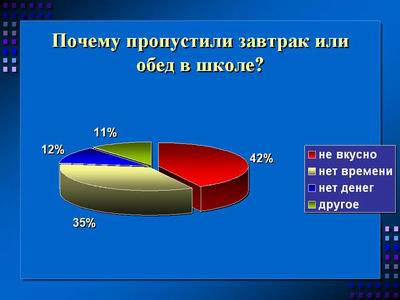 Почему пропустили завтрак или
обед в школе?
11%
12%
42%
35%
не вкусно
нет времени
нет денег
другое